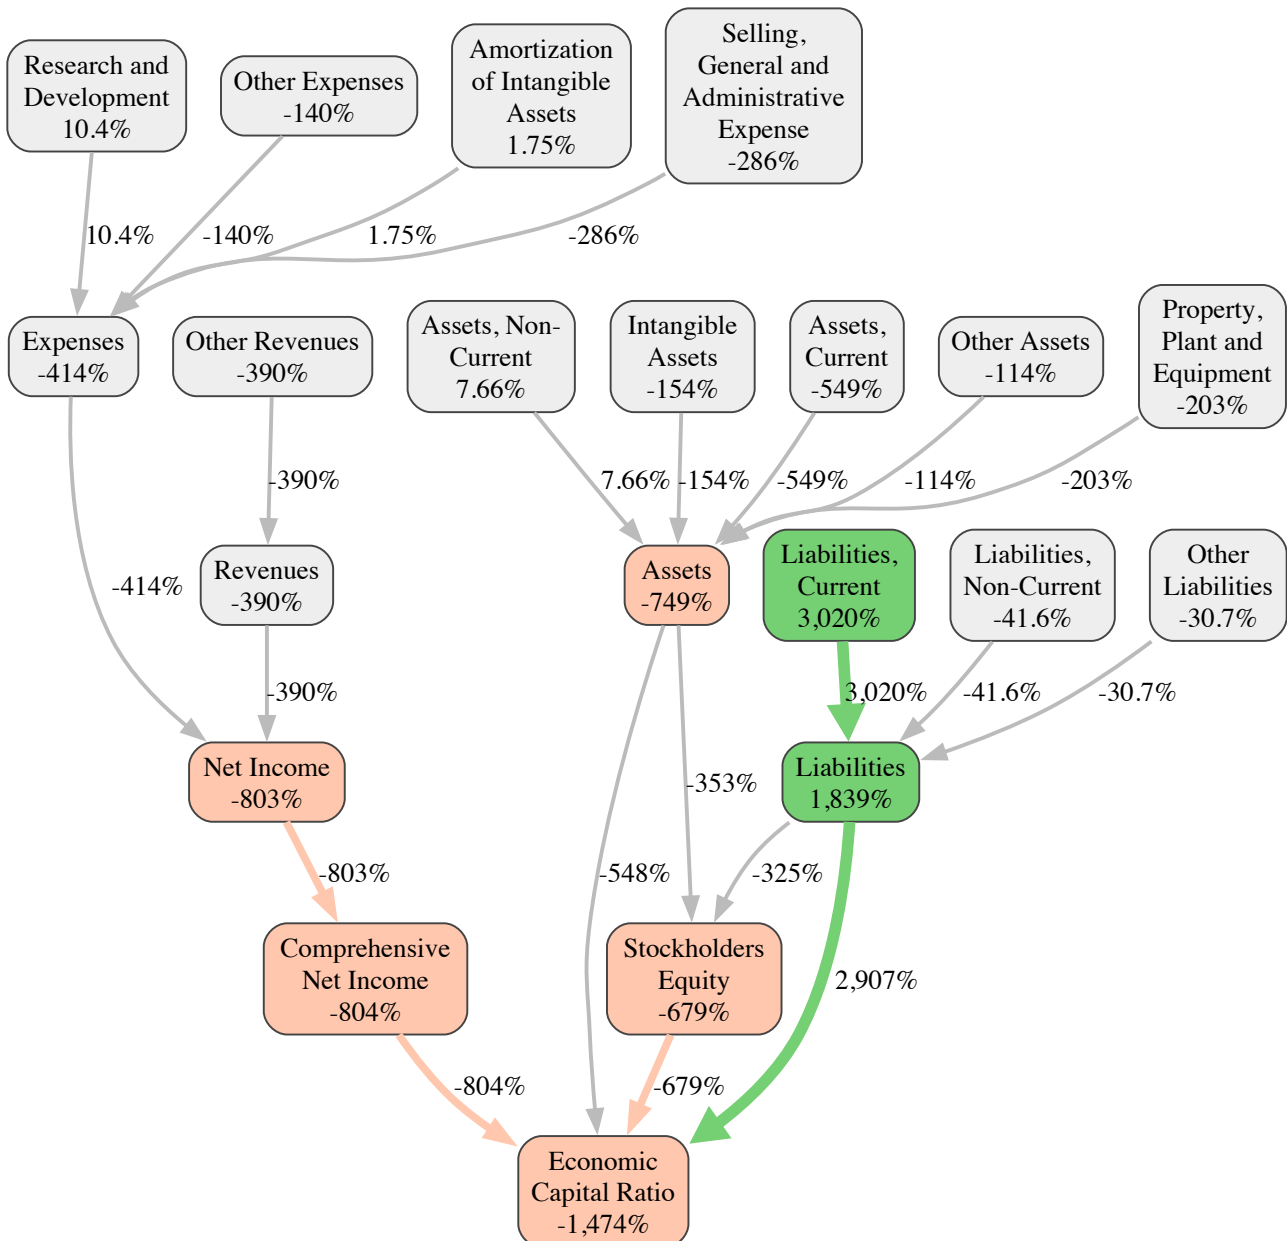 Research and
Development
10.4%
Other Expenses
-140%
Amortization
of Intangible
Assets
1.75%
Selling,
General and
Administrative
Expense
-286%
10.4%
-140%
1.75%
-286%
Expenses
-414%
Other Revenues
-390%
Assets, Non-
Current
7.66%
Intangible
Assets
-154%
Assets,
Current
-549%
Other Assets
-114%
Property,
Plant and
Equipment
-203%
-390%
7.66%
-154%
-549%
-114%
-203%
-414%
Revenues
-390%
Assets
-749%
Liabilities,
Current
3,020%
Liabilities,
Non-Current
-41.6%
Other
Liabilities
-30.7%
-390%
3,020%
-41.6%
-30.7%
Net Income
-803%
-353%
Liabilities
1,839%
-803%
-548%
-325%
Comprehensive
Net Income
-804%
Stockholders
Equity
-679%
2,907%
-804%
-679%
Economic
Capital Ratio
-1,474%